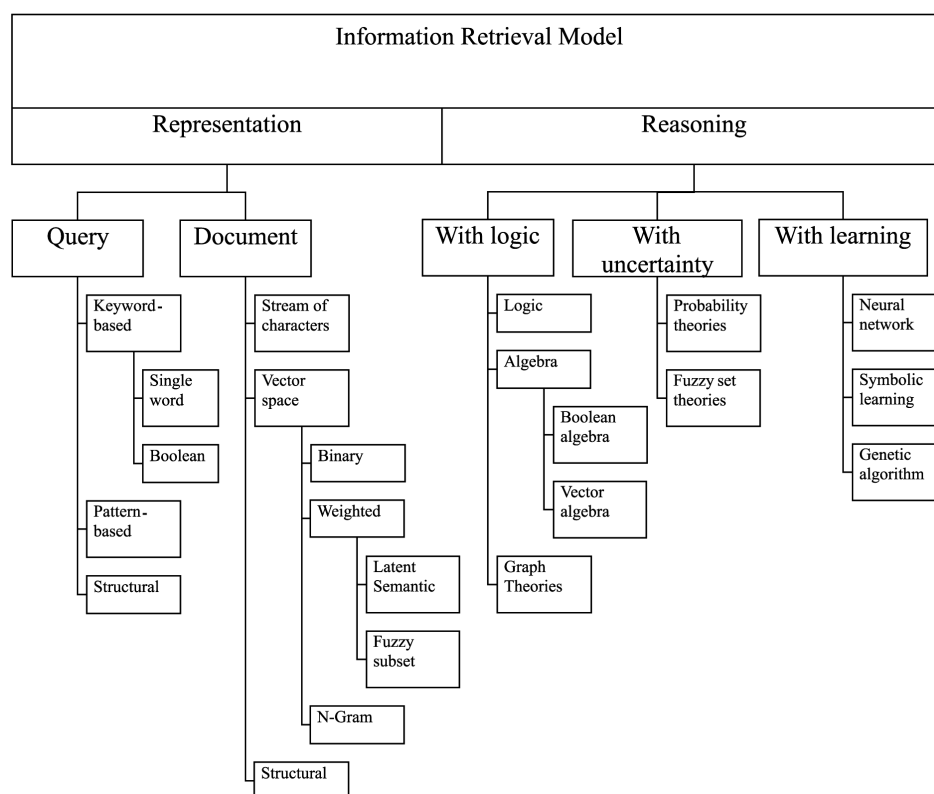 Information Retrieval Model
Representation
Reasoning
Query
Document
With logic
With
uncertainty
With learning
Keyword-
based
Single
word
Boolean
Pattern-
based
Structural
Stream of
characters
Vector
space
Binary
Weighted
Latent
Semantic
Fuzzy
subset
N-Gram
Structural
Logic
Algebra
Boolean
algebra
Vector
algebra
Graph
Theories
Probability
theories
Fuzzy set
theories
Neural
network
Symbolic
learning
Genetic
algorithm